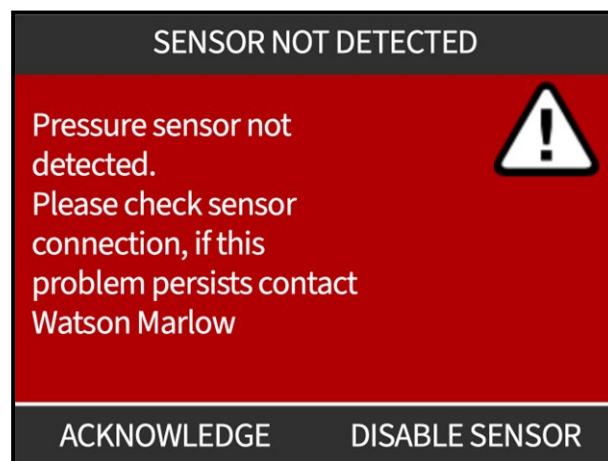 SENSOR NOT DETECTED
Pressure sensor not
detected.
Please check sensor
connection, if this
problem persists contact
Watson Marlow
ACKNOWLEDGE DISABLE SENSOR